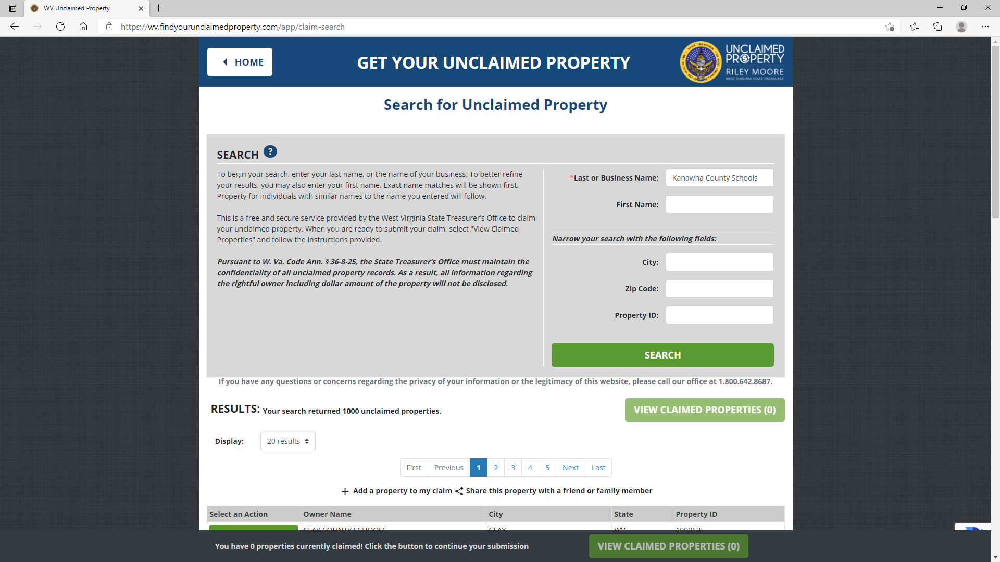 WV Unclaimed Property
https://wv.findyourunclaimedproperty.com/app/claim-search
HOME
GET YOUR UNCLAIMED PROPERTY
UNCLAIMED
PROPERTY
RILEY MOORE
WEST VIRGINIA STATE TREASURER
Search for Unclaimed Property
SEARCH ?
To begin your search, enter your last name, or the name of your business. To better refine
your results, you may also enter your first name. Exact name matches will be shown first.
Property for individuals with similar names to the name you entered will follow.
This is a free and secure service provided by the West Virginia State Treasurer's Office to claim
your unclaimed property. When you are ready to submit your claim, select "View Claimed
Properties" and follow the instructions provided.
Pursuant to W. Va. Code Ann. § 36-8-25, the State Treasurer's Office must maintain the
confidentiality of all unclaimed property records. As a result, all information regarding
the rightful owner including dollar amount of the property will not be disclosed.
*Last or Business Name: Kanawha County Schools
First Name:
Narrow your search with the following fields:
City:
Zip Code:
Property ID:
SEARCH
If you have any questions or concerns regarding the privacy of your information or the legitimacy of this website, please call our office at 1.800.642.8687.
RESULTS: Your search returned 1000 unclaimed properties.
VIEW CLAIMED PROPERTIES (0)
Display: 20 results
First Previous 1 2 3 4 5 Next Last
Add a property to my claim Share this property with a friend or family member
Select an Action Owner Name City State Property ID
CLAY COUNTY SCHOOLS CLAY WV 1999625
You have 0 properties currently claimed! Click the button to continue your submission
VIEW CLAIMED PROPERTIES (0)